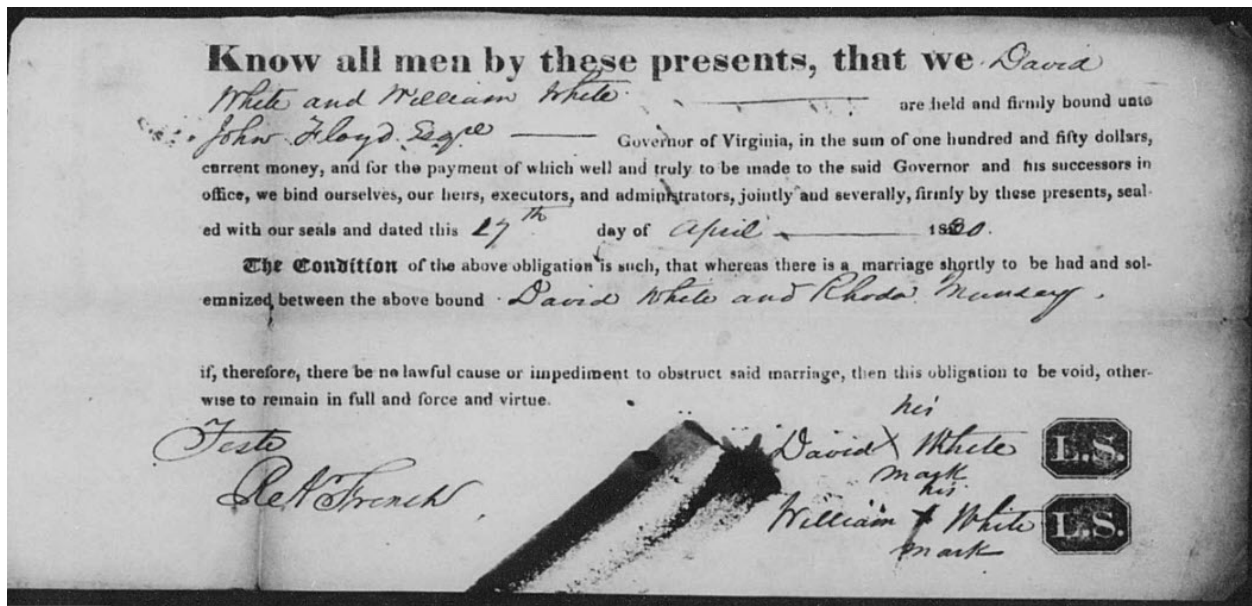 Know all men by these presents, that we David
White and William White are held and firmly bound unto
John Floyd Esqre Governor of Virginia, in the sum of one hundred and fifty dollars,
current money, and for the payment of which well and truly to be made to the said Governor and his successors in
office, we bind ourselves, our heirs, executors, and administrators, jointly and severally, firmly by these presents, seal-
ed with our seals and dated this day of April 1830.
The Condition of the above obligation is such, that whereas there is a marriage shortly to be had and sol-
emnized between the above bound David White and Rhoda Munsey.
if, therefore, there be no lawful cause or impediment to obstruct said marriage, then this obligation to be void, other-
wise to remain in full and force and virtue.
his
Teste
David X White L.S.
mark
French
his
William X White L.S.
mark